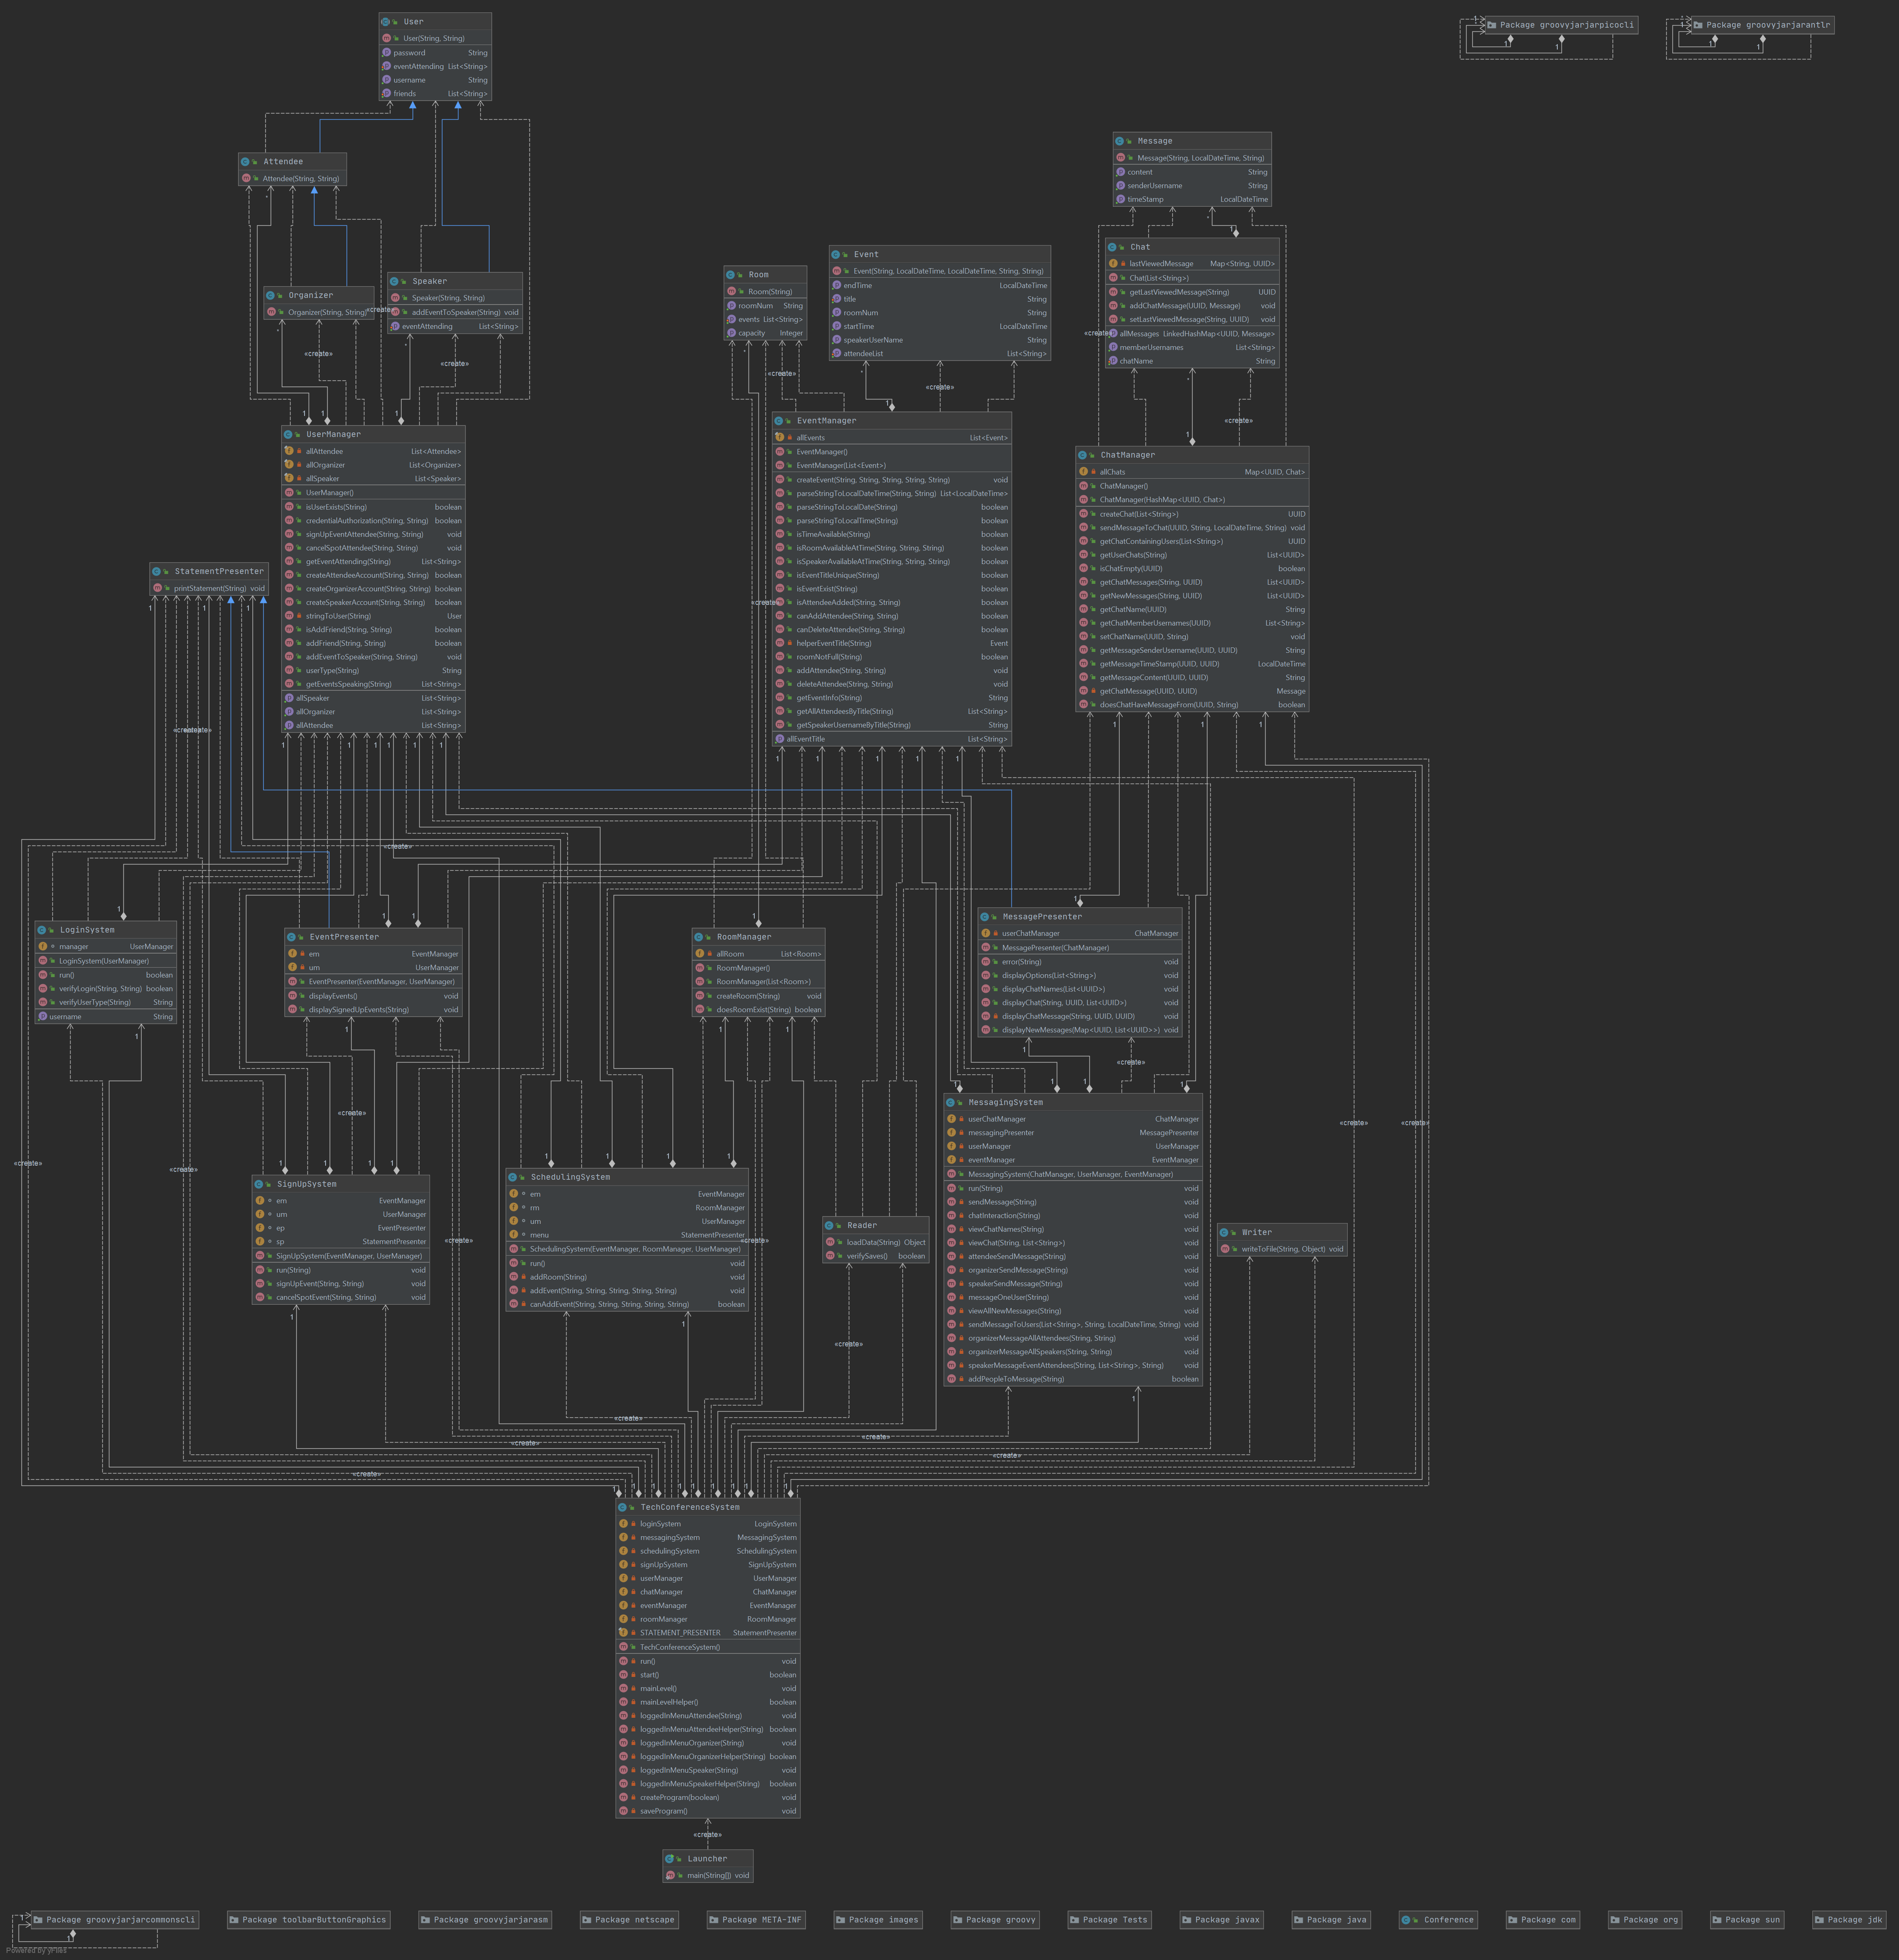 User
User(String, String)
password String
eventAttending List<String>
username String
friends List<String>
Package groovyjarjarpicocli
Package groovyjarjarantlr
Attendee
Attendee(String, String)
Message
Message(String, LocalDateTime, String)
content String
senderUsername String
timeStamp LocalDateTime
Organizer
Organizer(String, String)
Speaker
Speaker(String, String)
addEventToSpeaker(String) void
eventAttending List<String>
Room
Room(String)
roomNum String
events List<String>
capacity Integer
Event
Event(String, LocalDateTime, LocalDateTime, String, String)
endTime LocalDateTime
title String
roomNum String
startTime LocalDateTime
speakerUserName String
attendeeList List<String>
Chat
lastViewedMessage Map<String, UUID>
Chat(List<String>)
getLastViewedMessage(String) UUID
addChatMessage(UUID, Message) void
setLastViewedMessage(String, UUID) void
allMessages LinkedHashMap<UUID, Message>
memberUsernames List<String>
chatName String
«create»
«create»
«create»
«create»
«create»
«create»
UserManager
allAttendee List<Attendee>
allOrganizer List<Organizer>
allSpeaker List<Speaker>
UserManager()
isUserExists(String) boolean
credentialAuthorization(String, String) boolean
signUpEventAttendee(String, String) void
cancelSpotAttendee(String, String) void
getEventAttending(String) List<String>
createAttendeeAccount(String, String) boolean
createOrganizerAccount(String, String) boolean
createSpeakerAccount(String, String) boolean
stringToUser(String) User
isAddFriend(String, String) boolean
addFriend(String, String) boolean
addEventToSpeaker(String, String) void
userType(String) String
getEventsSpeaking(String) List<String>
allSpeaker List<String>
allOrganizer List<String>
allAttendee List<String>
EventManager
allEvents List<Event>
EventManager()
EventManager(List<Event>)
createEvent(String, String, String, String, String) void
parseStringToLocalDateTime(String, String) List<LocalDateTime>
parseStringToLocalDate(String) boolean
parseStringToLocalTime(String) boolean
isTimeAvailable(String) boolean
isRoomAvailableAtTime(String, String, String) boolean
isSpeakerAvailableAtTime(String, String, String) boolean
isEventTitleUnique(String) boolean
isEventExist(String) boolean
isAttendeeAdded(String, String) boolean
canAddAttendee(String, String) boolean
canDeleteAttendee(String, String) boolean
helperEventTitle(String) Event
roomNotFull(String) boolean
addAttendee(String, String) void
deleteAttendee(String, String) void
getEventInfo(String) String
getAllAttendeesByTitle(String) List<String>
getSpeakerUsernameByTitle(String) String
allEventTitle List<String>
ChatManager
allChats Map<UUID, Chat>
ChatManager()
ChatManager(HashMap<UUID, Chat>)
createChat(List<String>) UUID
sendMessageToChat(UUID, String, LocalDateTime, String) void
getChatContainingUsers(List<String>) UUID
getUserChats(String) List<UUID>
isChatEmpty(UUID) boolean
getChatMessages(String, UUID) List<UUID>
getNewMessages(String, UUID) List<UUID>
getChatName(UUID) String
getChatMemberUsernames(UUID) List<String>
setChatName(UUID, String) void
getMessageSenderUsername(UUID, UUID) String
getMessageTimeStamp(UUID, UUID) LocalDateTime
getMessageContent(UUID, UUID) String
getChatMessage(UUID, UUID) Message
doesChatHaveMessageFrom(UUID, String) boolean
StatementPresenter
printStatement(String) void
«create»
«create»
LoginSystem
manager UserManager
LoginSystem(UserManager)
run() boolean
verifyLogin(String, String) boolean
verifyUserType(String) String
username String
EventPresenter
em EventManager
um UserManager
EventPresenter(EventManager, UserManager)
displayEvents() void
displaySignedUpEvents(String) void
RoomManager
allRoom List<Room>
RoomManager()
RoomManager(List<Room>)
createRoom(String) void
doesRoomExist(String) boolean
MessagePresenter
userChatManager ChatManager
MessagePresenter(ChatManager)
error(String) void
displayOptions(List<String>) void
displayChatNames(List<UUID>) void
displayChat(String, UUID, List<UUID>) void
displayChatMessage(String, UUID, UUID) void
displayNewMessages(Map<UUID, List<UUID>>) void
«create»
«create»
«create»
«create»
«create»
«create»
SignUpSystem
em EventManager
um UserManager
ep EventPresenter
sp StatementPresenter
SignUpSystem(EventManager, UserManager)
run(String) void
signUpEvent(String, String) void
cancelSpotEvent(String, String) void
SchedulingSystem
em EventManager
rm RoomManager
um UserManager
menu StatementPresenter
SchedulingSystem(EventManager, RoomManager, UserManager)
run() void
addRoom(String) void
addEvent(String, String, String, String, String) void
canAddEvent(String, String, String, String, String) boolean
Reader
loadData(String) Object
verifySaves() boolean
MessagingSystem
userChatManager ChatManager
messagingPresenter MessagePresenter
userManager UserManager
eventManager EventManager
MessagingSystem(ChatManager, UserManager, EventManager)
run(String) void
sendMessage(String) void
chatInteraction(String) void
viewChatNames(String) void
viewChat(String, List<String>) void
attendeeSendMessage(String) void
organizerSendMessage(String) void
speakerSendMessage(String) void
messageOneUser(String) void
viewAllNewMessages(String) void
sendMessageToUsers(List<String>, String, LocalDateTime, String) void
organizerMessageAllAttendees(String, String) void
organizerMessageAllSpeakers(String, String) void
speakerMessageEventAttendees(String, List<String>, String) void
addPeopleToMessage(String) boolean
Writer
writeToFile(String, Object) void
«create»
«create»
«create»
«create»
«create»
«create»
«create»
«create»
TechConferenceSystem
loginSystem LoginSystem
messagingSystem MessagingSystem
schedulingSystem SchedulingSystem
signUpSystem SignUpSystem
userManager UserManager
chatManager ChatManager
eventManager EventManager
roomManager RoomManager
STATEMENT_PRESENTER StatementPresenter
TechConferenceSystem()
run() void
start() boolean
mainLevel() void
mainLevelHelper() boolean
loggedInMenuAttendee(String) void
loggedInMenuAttendeeHelper(String) boolean
loggedInMenuOrganizer(String) void
loggedInMenuOrganizerHelper(String) boolean
loggedInMenuSpeaker(String) void
loggedInMenuSpeakerHelper(String) boolean
createProgram(boolean) void
saveProgram() void
«create»
Launcher
main(String[]) void
Package groovyjarjarcommonscli
Package toolbarButtonGraphics
Package groovyjarjarasm
Package netscape
Package META-INF
Package images
Package groovy
Package Tests
Package javax
Package java
Conference
Package com
Package org
Package sun
Package jdk
Powered by yFiles